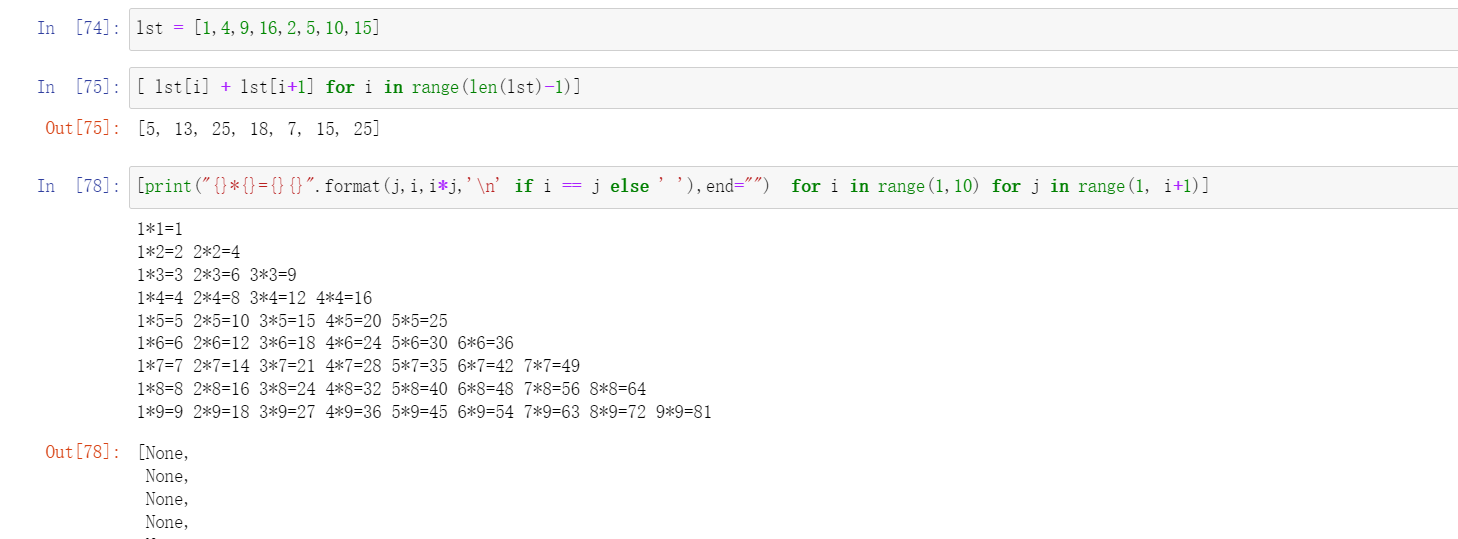 In [74]: lst = [1,4,9,16,2,5,10,15]
In [75]: [ lst[i] + lst[i+1] for i in range(len(lst)-1)]
Out[75]: [5, 13, 25, 18, 7, 15, 25]
In [78]: [print("{}*{}={}{}".format(j,i,i*j,'\n' if i == j else ' '),end="")  for i in range(1,10) for j in range(1, i+1)]
1*1=1
1*2=2 2*2=4
1*3=3 2*3=6 3*3=9
1*4=4 2*4=8 3*4=12 4*4=16
1*5=5 2*5=10 3*5=15 4*5=20 5*5=25
1*6=6 2*6=12 3*6=18 4*6=24 5*6=30 6*6=36
1*7=7 2*7=14 3*7=21 4*7=28 5*7=35 6*7=42 7*7=49
1*8=8 2*8=16 3*8=24 4*8=32 5*8=40 6*8=48 7*8=56 8*8=64
1*9=9 2*9=18 3*9=27 4*9=36 5*9=45 6*9=54 7*9=63 8*9=72 9*9=81
Out[78]: [None,
None,
None,
None,